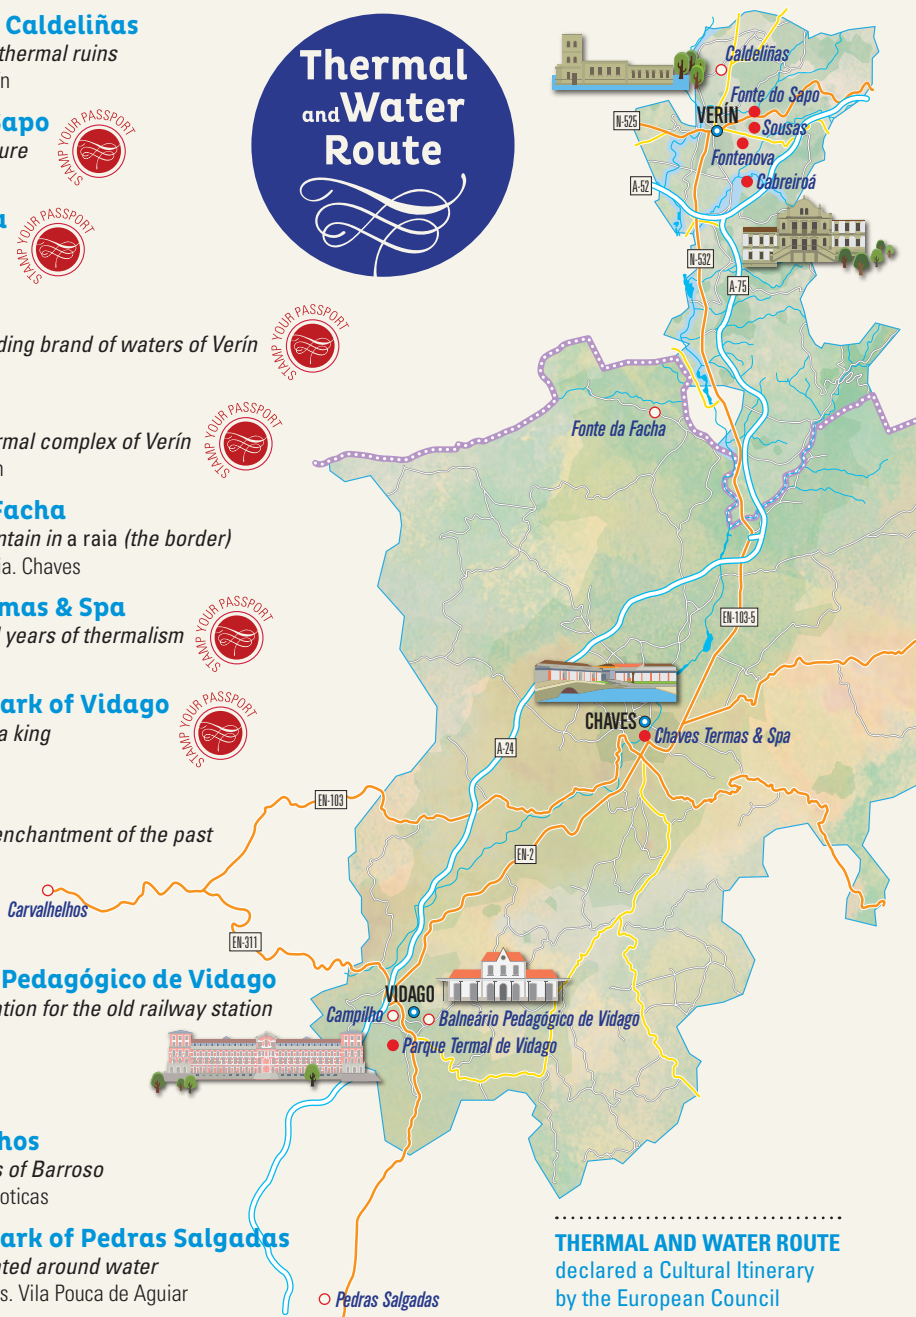 Caldeliñas
thermal ruins
STAMP YOUR PASSPORT
STAMP YOUR PASSPORT
STAMP YOUR PASSPORT
ding brand of waters of Verín
STAMP YOUR PASSPORT
rmal complex of Verín
Facha
ntain in a raia (the border)
ia. Chaves
mas & Spa
years of thermalism
STAMP YOUR PASSPORT
ark of Vidago
a king
STAMP YOUR PASSPORT
enchantment of the past
Pedagógico de Vidago
ation for the old railway station
hos
s of Barroso
oticas
ark of Pedras Salgadas
ted around water
s. Vila Pouca de Aguiar
Thermal
and Water
Route
Caldeliñas
Fonte do Sapo
N-525
VERÍN
Sousas
Fontenova
A-52
Cabreiroá
N-532
A-75
Fonte da Facha
EN-103-5
CHAVES
Chaves Termas & Spa
A-24
EN-103
EN-2
Carvalhelhos
EN-311
VIDAGO
Campilho
Balneário Pedagógico de Vidago
Parque Termal de Vidago
Pedras Salgadas
THERMAL AND WATER ROUTE
declared a Cultural Itinerary
by the European Council